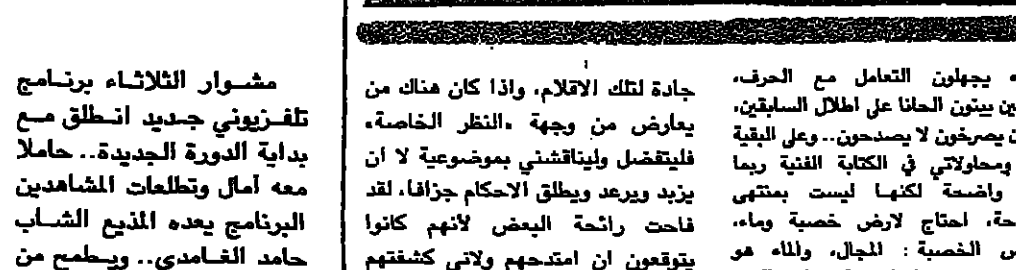 يجهلون التعامل مع الحرف،
يبنون الحانا على اطلال السابقين،
يصرخون لا يصدحون.. وعلى البقية
ومحاولاتي في الكتابة الفنية ربما
واضحة لكنها ليست بمنتهى
احتاج لارض خصبة وماء،
الخصبة : المجال، والماء هو
جادة لتلك الاقلام، واذا كان هناك من
يعارض من وجهة «النظر الخاصة»
فليتفضل وليناقشني بموضوعية لا ان
يزبد ويرعد ويطلق الاحكام جزافا، لقد
فاحت رائحة البعض لأنهم كانوا
يتوقعون ان امتدحهم ولاني كشفتهم
مشوار الثلاثاء برنامج
تلفزيوني جديد انطلق مع
بداية الدورة الجديدة.. حاملا
معه آمال وتطلعات المشاهدين
البرنامج يعده المذيع الشاب
حامد الغامدي.. ويطمح من